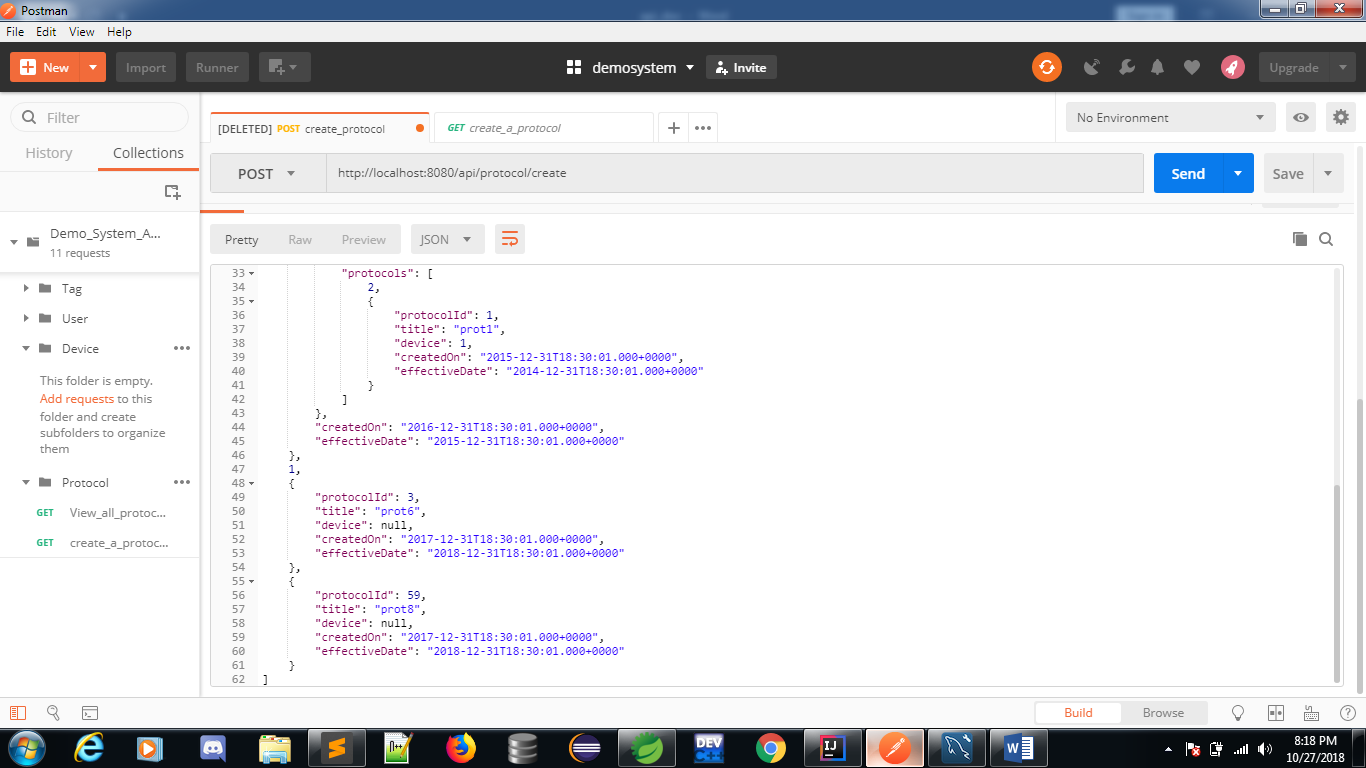 Postman
File Edit View Help
New Import Runner demosystem Invite Upgrade
Filter
History Collections
Demo_System_A...
11 requests
Tag
User
Device
This folder is empty.
Add requests to this
folder and create
subfolders to organize
them
Protocol
GET View_all_protoc...
GET create_a_protoc...
[DELETED] POST create_protocol
GET create_a_protocol
No Environment
POST http://localhost:8080/api/protocol/create Send Save
Pretty Raw Preview JSON
33 "protocols": [
34 2,
35 {
36 "protocolId": 1,
37 "title": "prot1",
38 "device": 1,
39 "createdOn": "2015-12-31T18:30:01.000+0000",
40 "effectiveDate": "2014-12-31T18:30:01.000+0000"
41 }
42 ]
43 },
44 "createdOn": "2016-12-31T18:30:01.000+0000",
45 "effectiveDate": "2015-12-31T18:30:01.000+0000"
46 },
47 1,
48 {
49 "protocolId": 3,
50 "title": "prot6",
51 "device": null,
52 "createdOn": "2017-12-31T18:30:01.000+0000",
53 "effectiveDate": "2018-12-31T18:30:01.000+0000"
54 },
55 {
56 "protocolId": 59,
57 "title": "prot8",
58 "device": null,
59 "createdOn": "2017-12-31T18:30:01.000+0000",
60 "effectiveDate": "2018-12-31T18:30:01.000+0000"
61 }
62 ]
Build Browse
DEV
C++
IJ
W
8:18 PM
10/27/2018